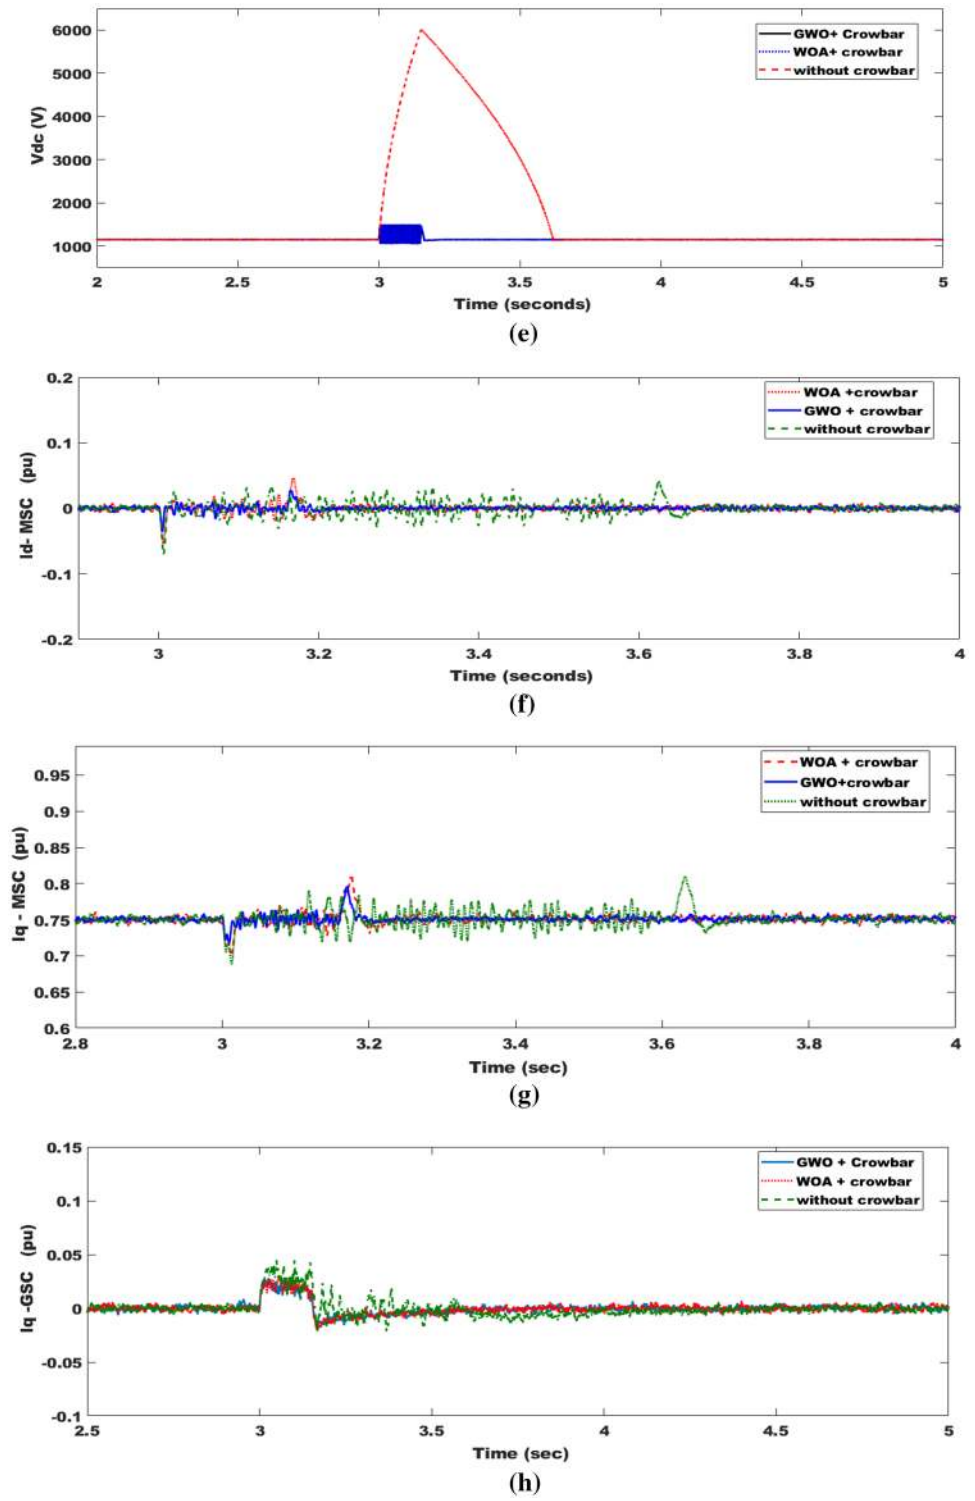 6000
5000
4000
3000
2000
1000
Vdc (V)
GWO+ Crowbar
WOA+ crowbar
without crowbar
2
2.5
3
3.5
4
4.5
5
Time (seconds)
(e)
0.2
0.1
0
-0.1
-0.2
Id- MSC (pu)
WOA +crowbar
GWO + crowbar
without crowbar
3
3.2
3.4
3.6
3.8
4
Time (seconds)
(f)
0.95
0.9
0.85
0.8
0.75
0.7
0.65
0.6
Iq - MSC (pu)
WOA + crowbar
GWO+crowbar
without crowbar
2.8
3
3.2
3.4
3.6
3.8
4
Time (sec)
(g)
0.15
0.1
0.05
0
-0.05
-0.1
Iq -GSC (pu)
GWO + Crowbar
WOA + crowbar
without crowbar
2.5
3
3.5
4
4.5
5
Time (sec)
(h)